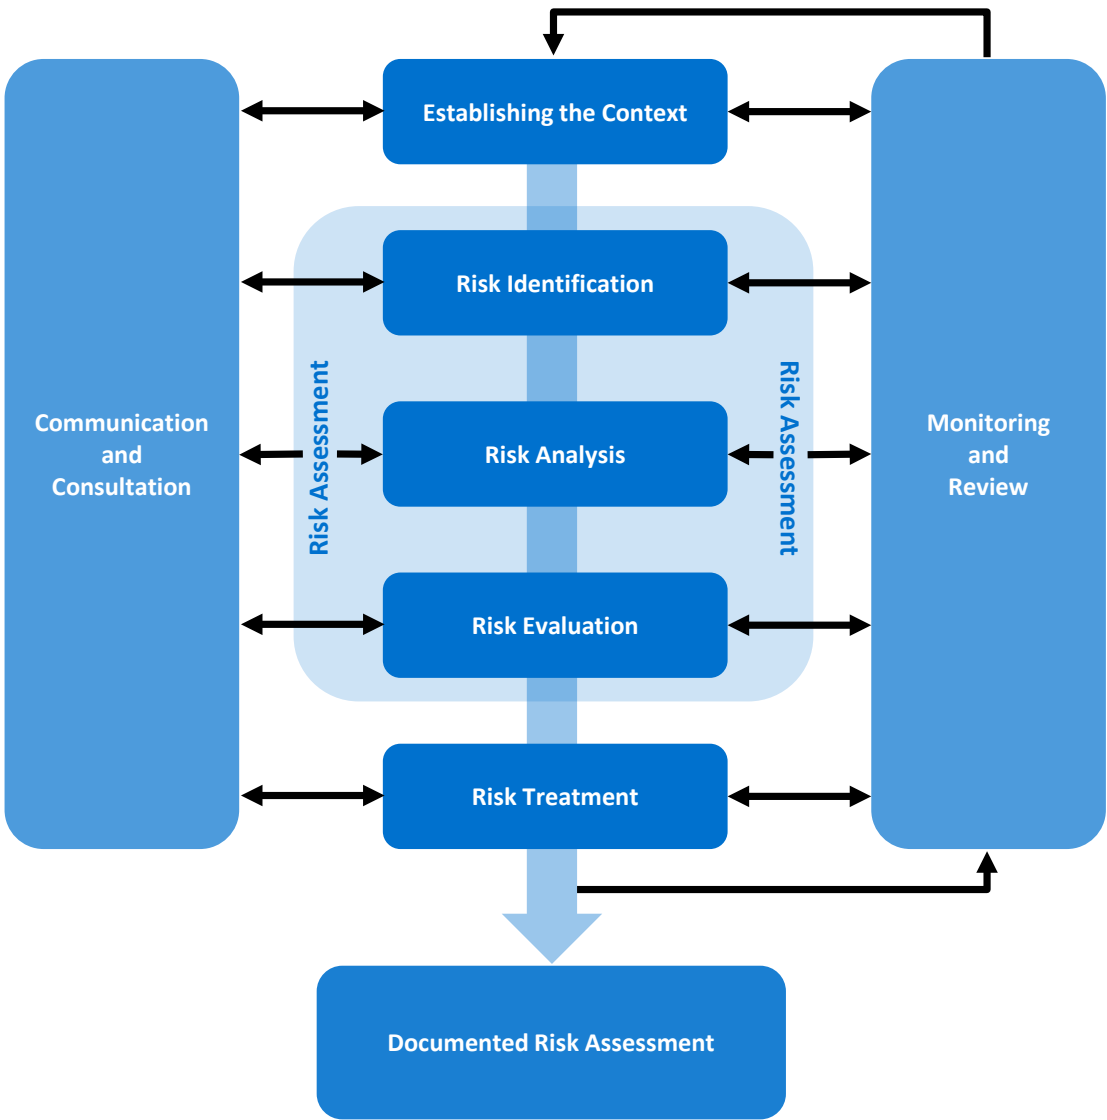 Establishing the Context
Risk Identification
Communication
and
Consultation
Risk Assessment
Risk Analysis
Risk Assessment
Monitoring
and
Review
Risk Evaluation
Risk Treatment
Documented Risk Assessment